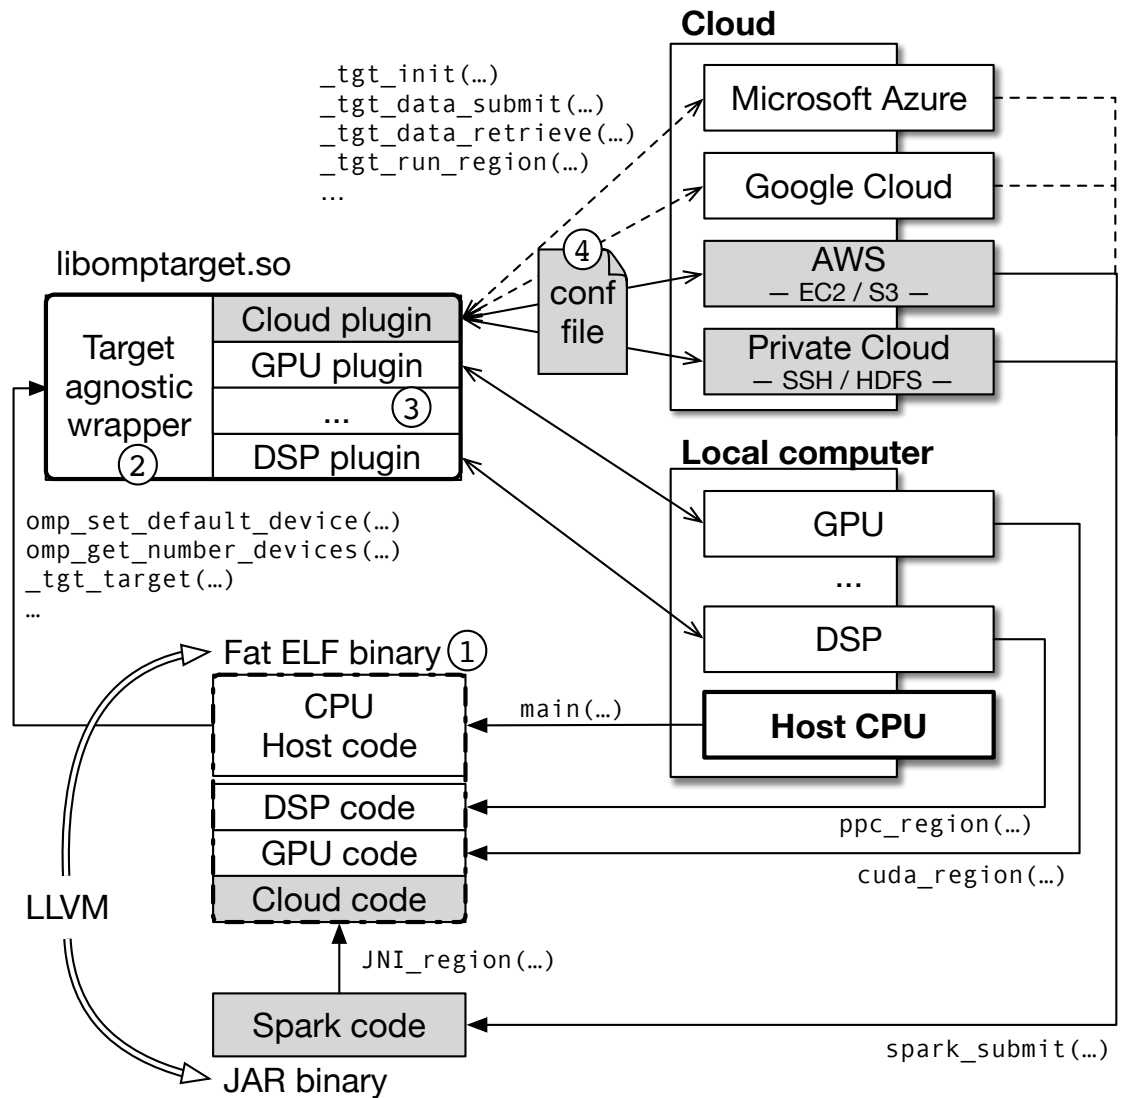 Cloud
_tgt_init(…)
_tgt_data_submit(…)
_tgt_data_retrieve(…)
_tgt_run_region(…)
…
Microsoft Azure
Google Cloud
AWS
— EC2 / S3 —
Private Cloud
— SSH / HDFS —
4
conf
file
libomptarget.so
Target
agnostic
wrapper
2
Cloud plugin
GPU plugin
...
3
DSP plugin
Local computer
GPU
...
DSP
Host CPU
omp_set_default_device(…)
omp_get_number_devices(…)
_tgt_target(…)
…
Fat ELF binary
1
CPU
Host code
DSP code
GPU code
Cloud code
main(…)
ppc_region(…)
cuda_region(…)
LLVM
JNI_region(…)
Spark code
spark_submit(…)
JAR binary